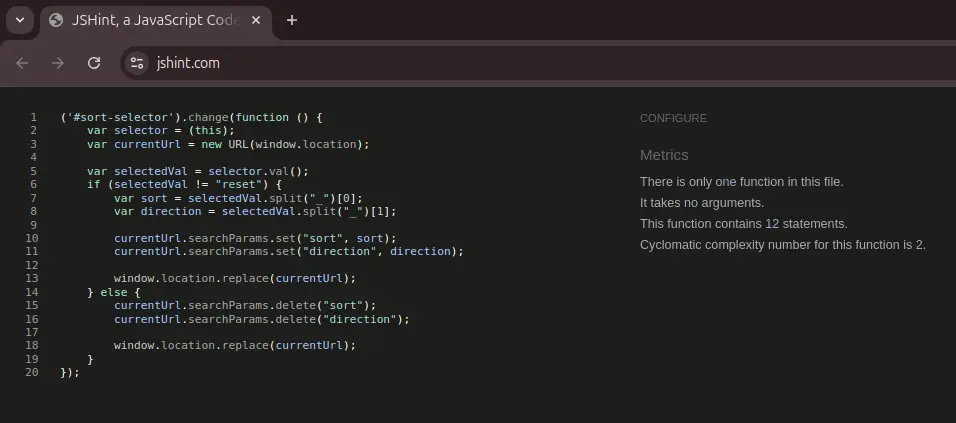 JSHint, a JavaScript Code
jshint.com
1 ('#sort-selector').change(function () {
2     var selector = (this);
3     var currentUrl = new URL(window.location);
4
5     var selectedVal = selector.val();
6     if (selectedVal != "reset") {
7         var sort = selectedVal.split("_")[0];
8         var direction = selectedVal.split("_")[1];
9
10         currentUrl.searchParams.set("sort", sort);
11         currentUrl.searchParams.set("direction", direction);
12
13         window.location.replace(currentUrl);
14     } else {
15         currentUrl.searchParams.delete("sort");
16         currentUrl.searchParams.delete("direction");
17
18         window.location.replace(currentUrl);
19     }
20 });
CONFIGURE
Metrics
There is only one function in this file.
It takes no arguments.
This function contains 12 statements.
Cyclomatic complexity number for this function is 2.